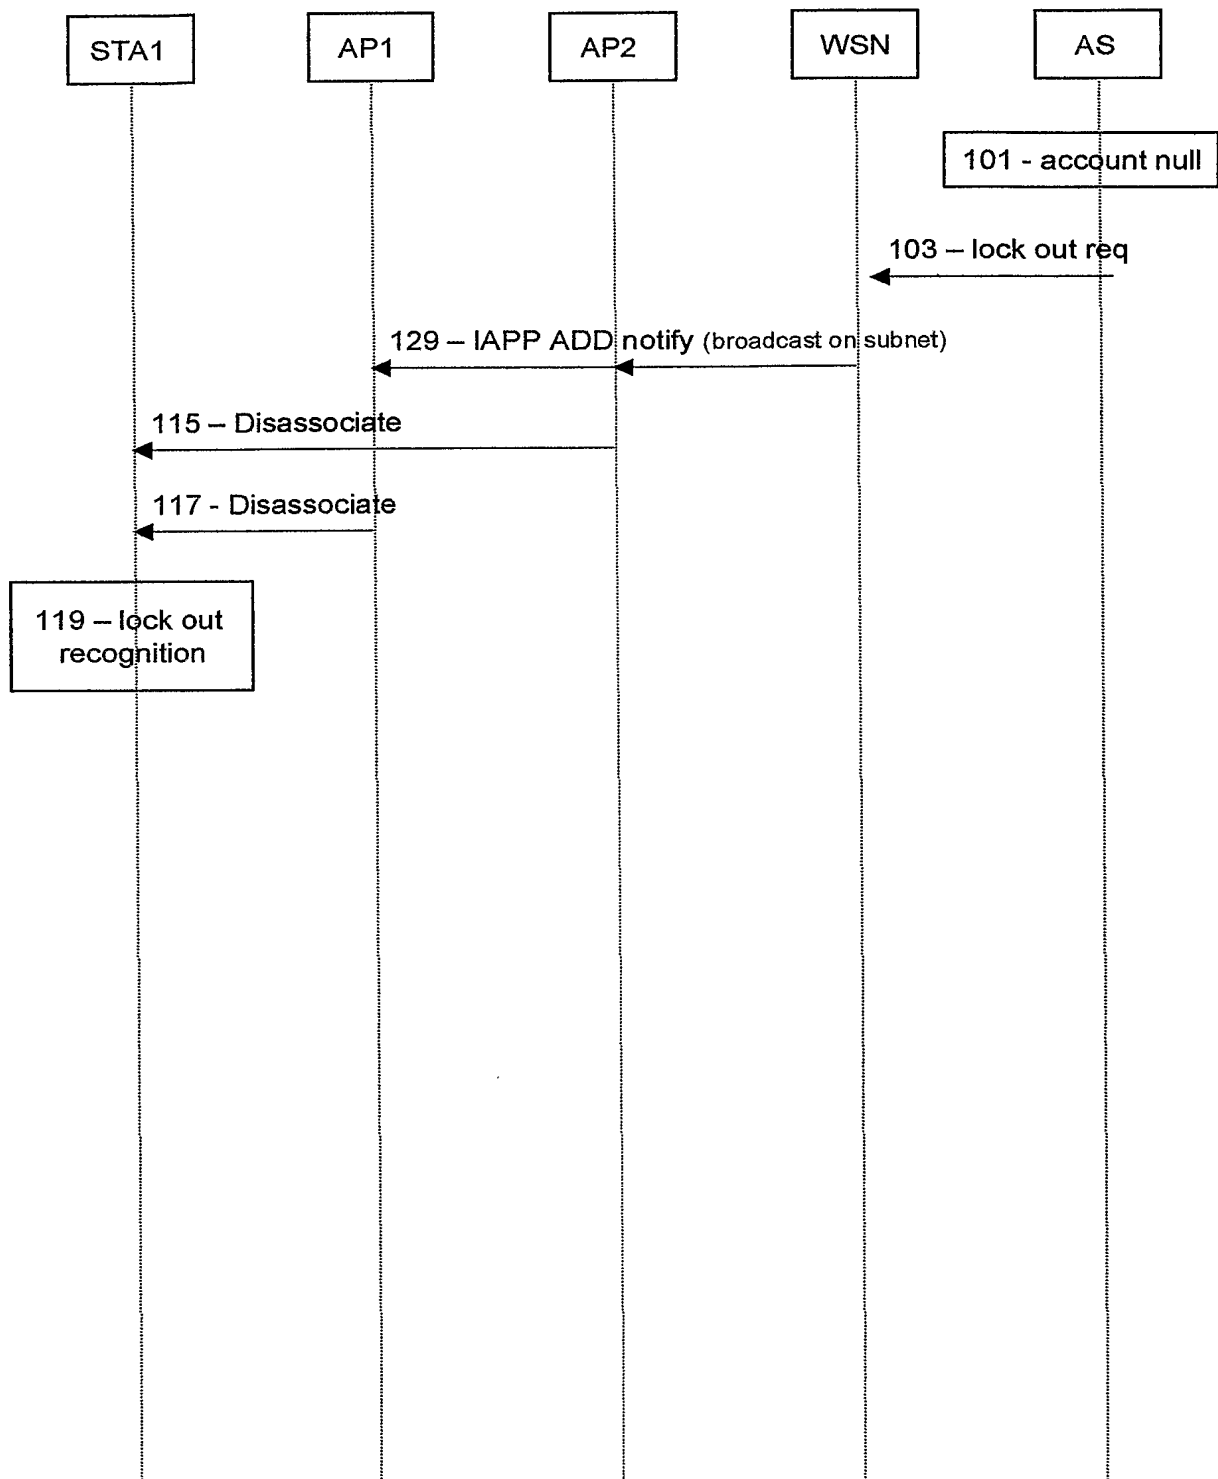 STA1
AP1
AP2
WSN
AS
101 - account null
103 – lock out req
129 – IAPP ADD notify (broadcast on subnet)
115 – Disassociate
117 - Disassociate
119 – lock out
recognition